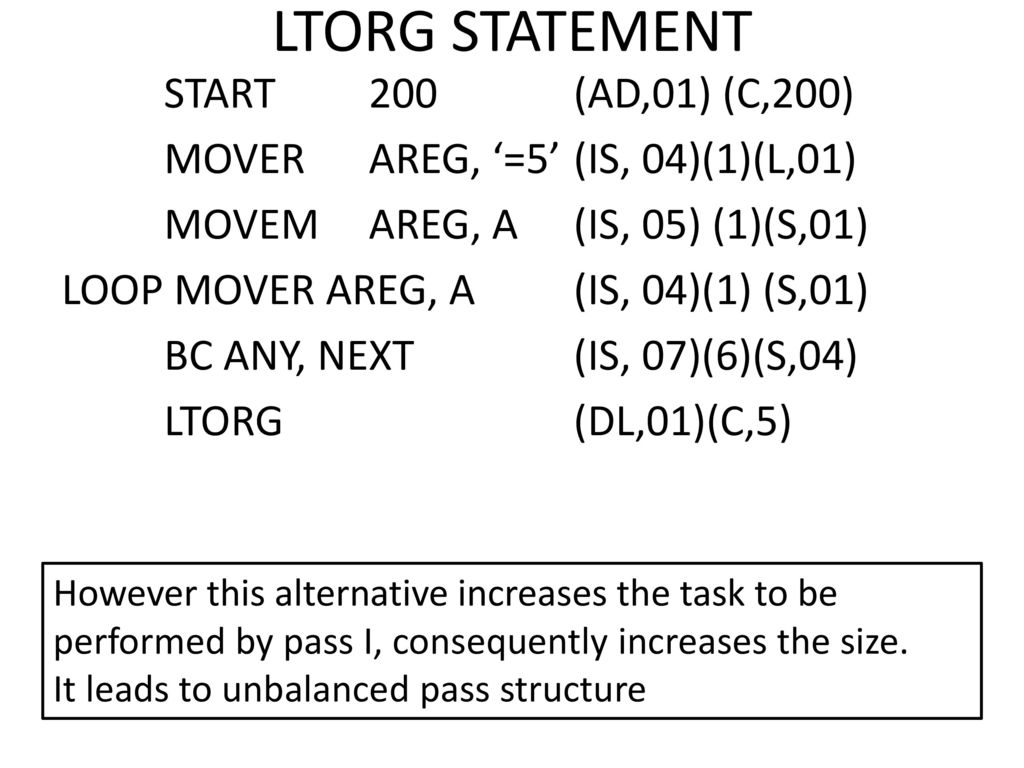 LTORG STATEMENT
START 200 (AD,01) (C,200)
MOVER AREG, ‘=5’ (IS, 04)(1)(L,01)
MOVEM AREG, A (IS, 05) (1)(S,01)
LOOP MOVER AREG, A (IS, 04)(1) (S,01)
BC ANY, NEXT (IS, 07)(6)(S,04)
LTORG (DL,01)(C,5)
However this alternative increases the task to be
performed by pass I, consequently increases the size.
It leads to unbalanced pass structure